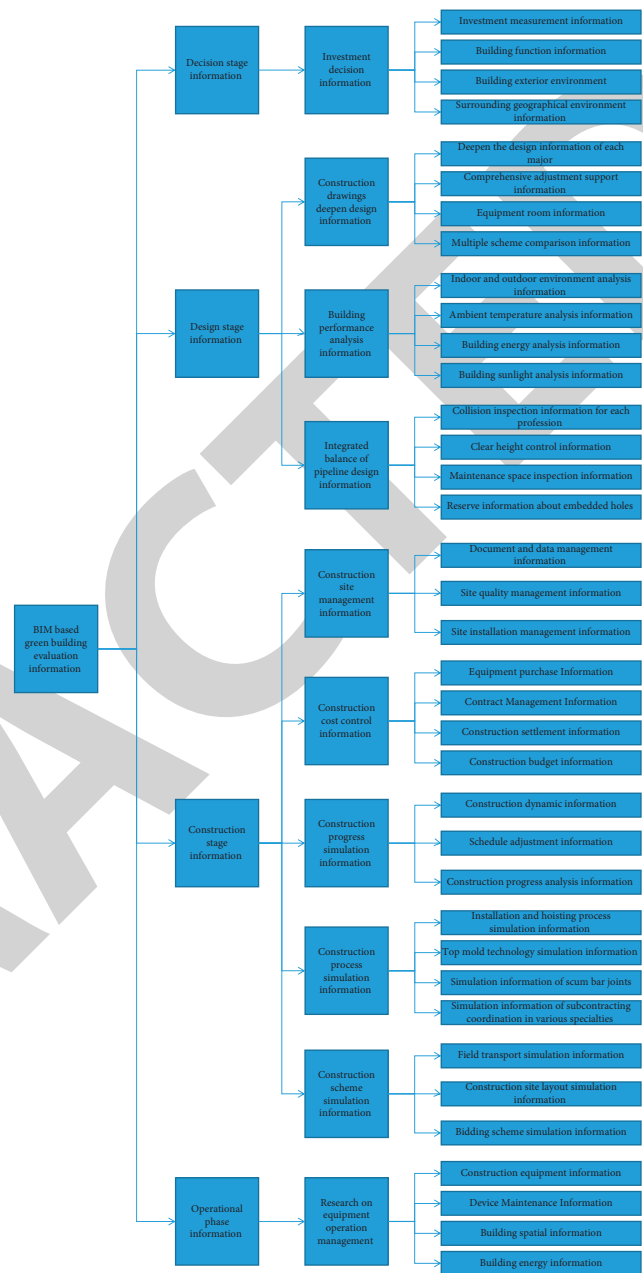 Investment measurement information
Building function information
Building exterior environment
Surrounding geographical environment
information
Decision stage
information
Investment
decision
information
Deepen the design information of each
major
Comprehensive adjustment support
information
Equipment room information
Multiple scheme comparison information
Construction
drawings
deepen design
information
Indoor and outdoor environment analysis
information
Ambient temperature analysis information
Building energy analysis information
Building sunlight analysis information
Design stage
information
Building
performance
analysis
information
Collision inspection information for each
profession
Clear height control information
Maintenance space inspection information
Reserve information about embedded holes
Integrated
balance of
pipeline design
information
Document and data management
information
Site quality management information
Site installation management information
Construction
site
management
information
BIM based
green building
evaluation
information
Equipment purchase Information
Contract Management Information
Construction settlement information
Construction budget information
Construction
cost control
information
Construction dynamic information
Schedule adjustment information
Construction progress analysis information
Construction
stage
information
Construction
progress
simulation
information
Installation and hoisting process
simulation information
Top mold technology simulation information
Simulation information of scum bar joints
Simulation information of subcontracting
coordination in various specialties
Construction
process
simulation
information
Field transport simulation information
Construction site layout simulation
information
Bidding scheme simulation information
Construction
scheme
simulation
information
Construction equipment information
Device Maintenance Information
Building spatial information
Building energy information
Operational
phase
information
Research on
equipment
operation
management